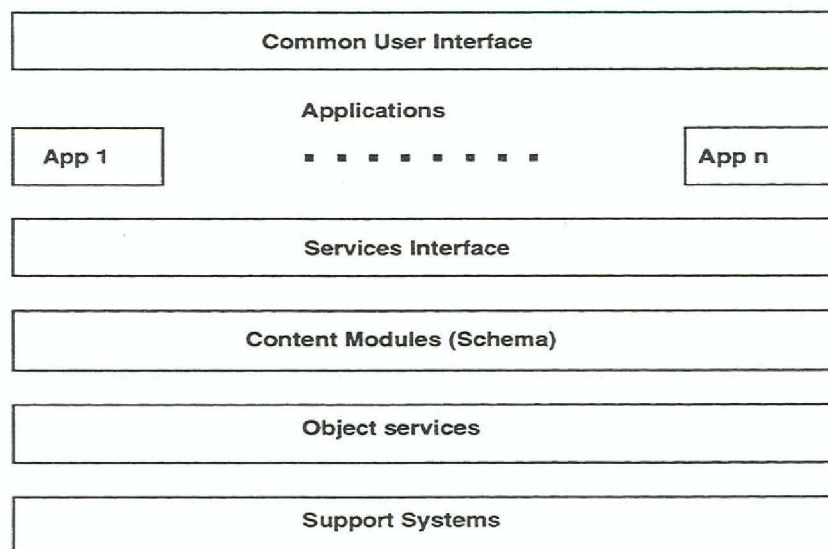 Common User Interface
Applications
App 1
App n
Services Interface
Content Modules (Schema)
Object services
Support Systems